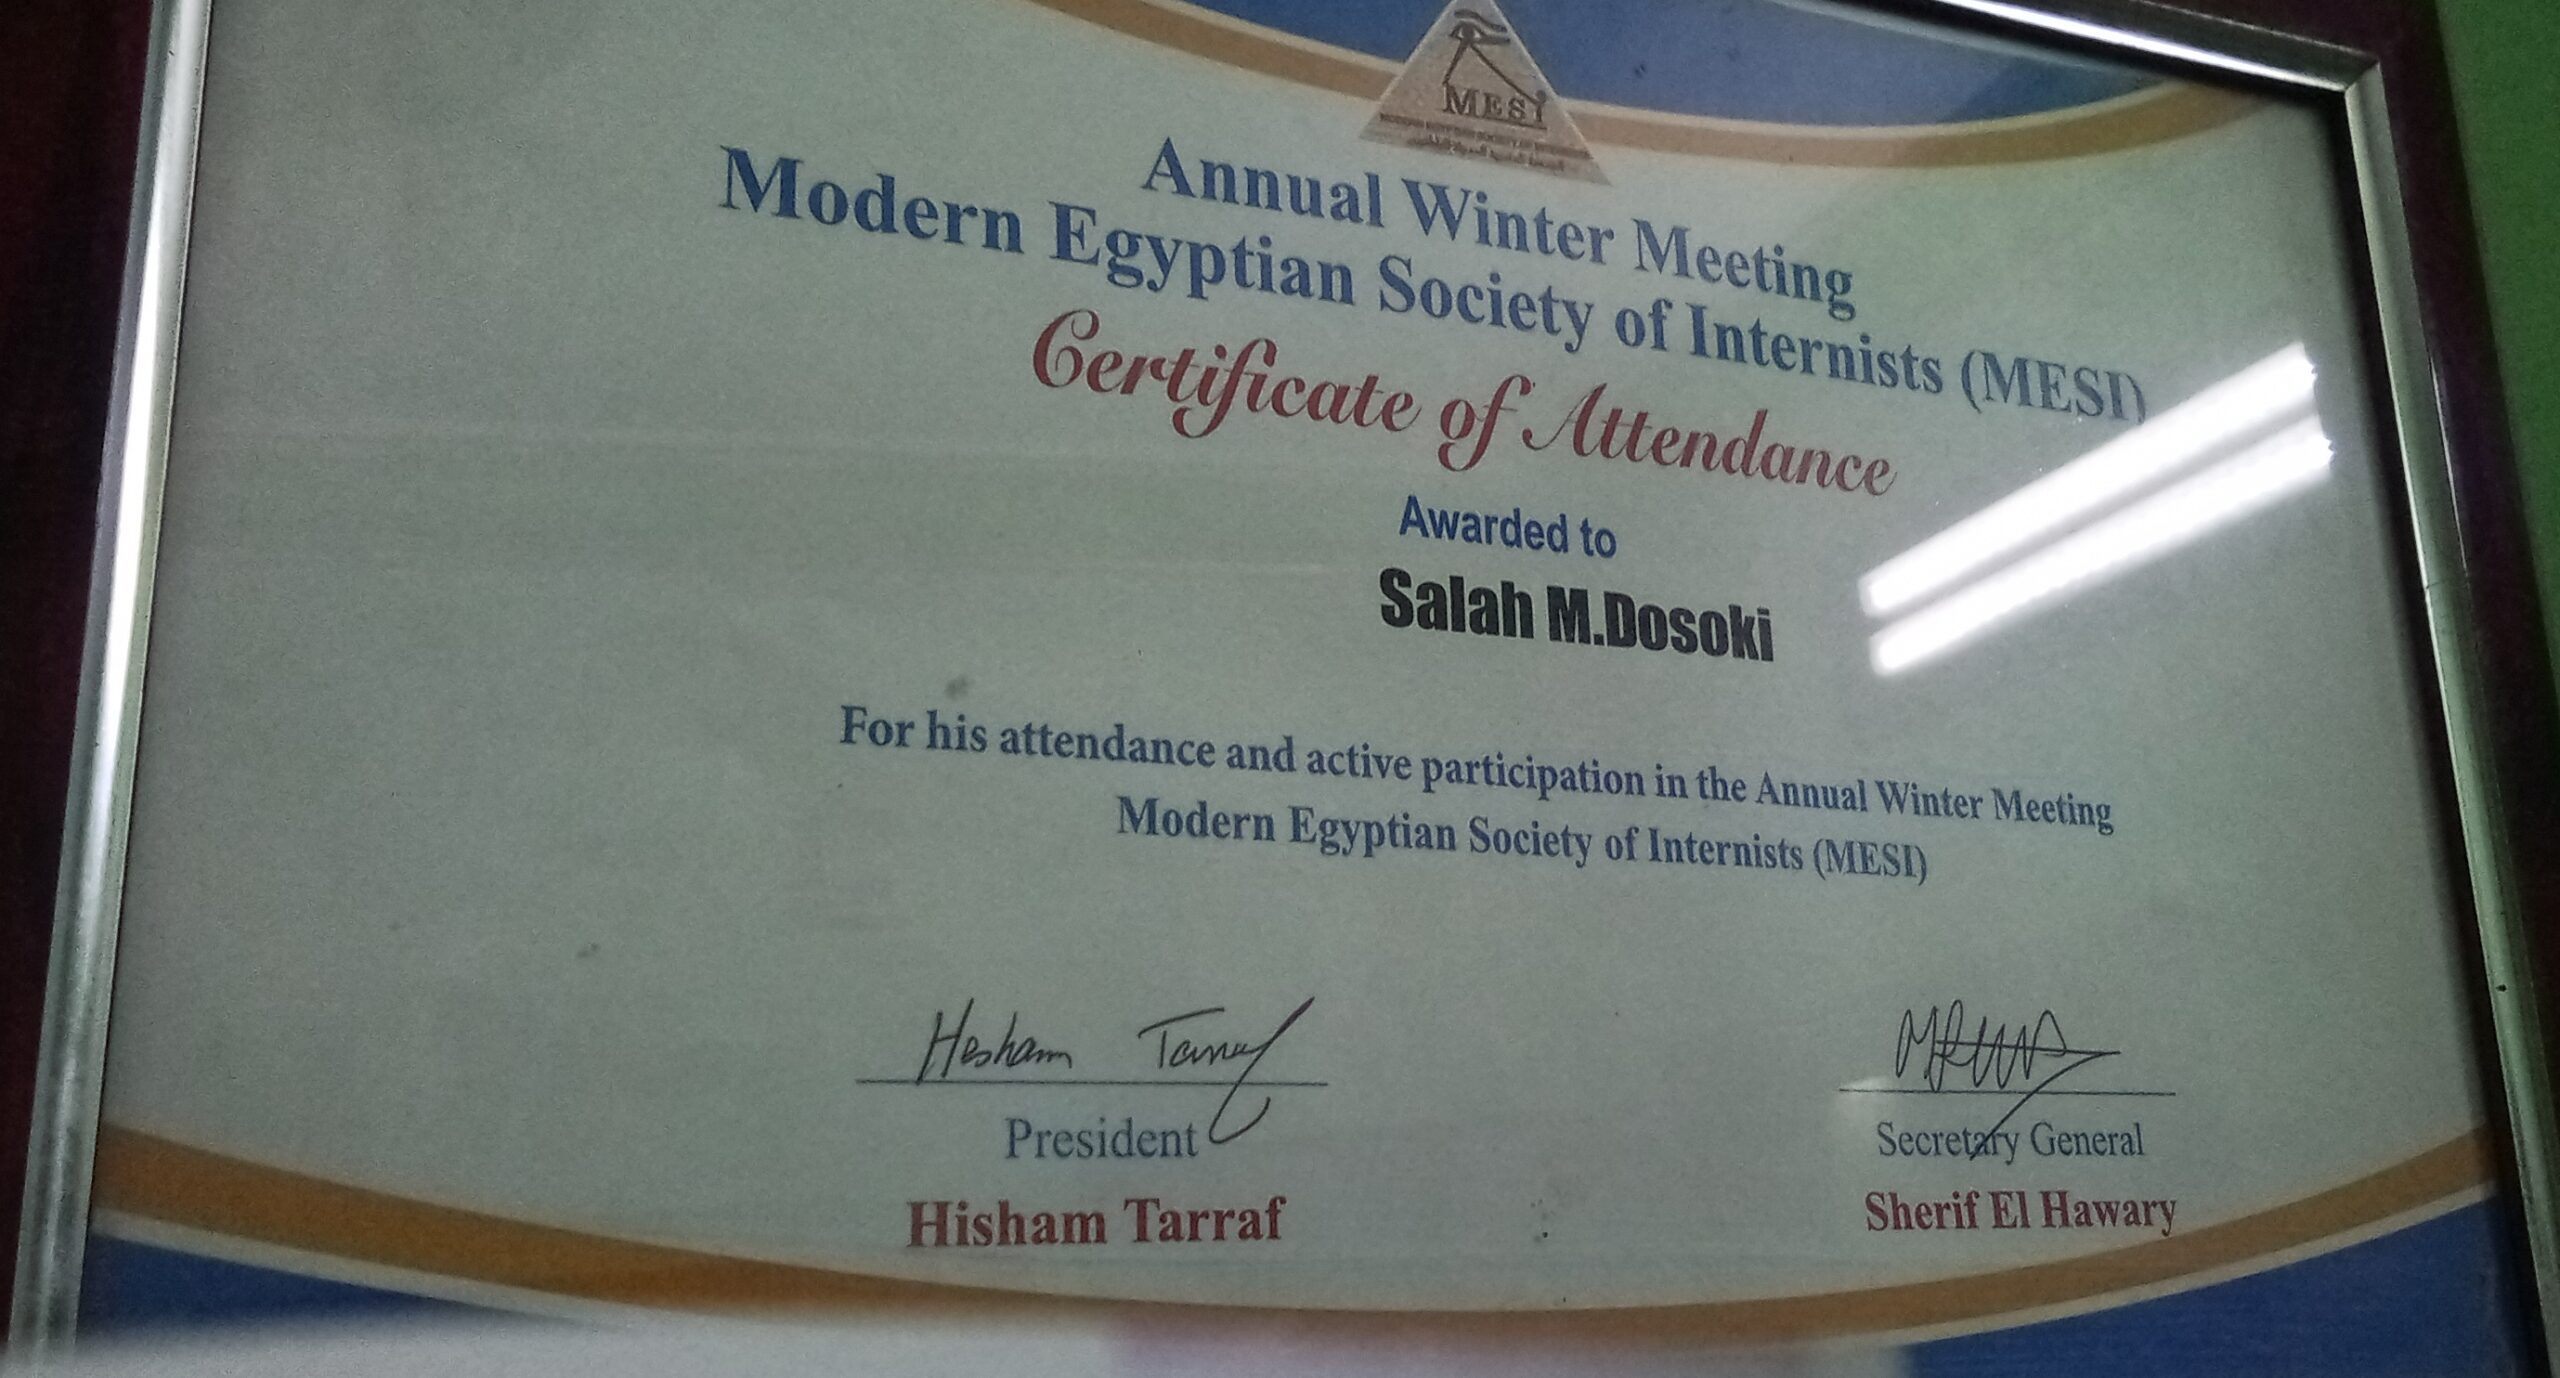 MESI
Annual Winter Meeting
Modern Egyptian Society of Internists (MESI)
Certificate of Attendance
Awarded to
Salah M.Dosoki
For his attendance and active participation in the Annual Winter Meeting
Modern Egyptian Society of Internists (MESI)
Hesham Tarraf
President
Hisham Tarraf
Secretary General
Sherif El Hawary